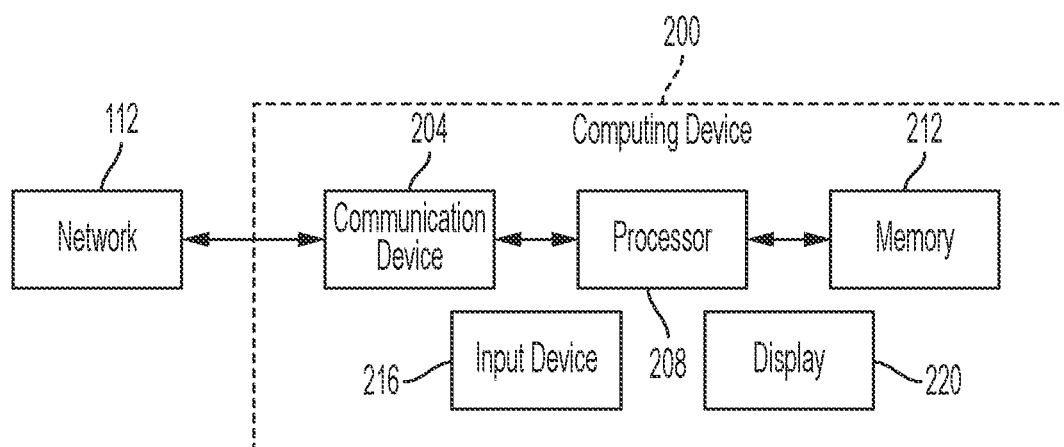 200
112
204
Computing Device
212
Network
Communication
Device
Processor
Memory
216
Input Device
208
Display
220